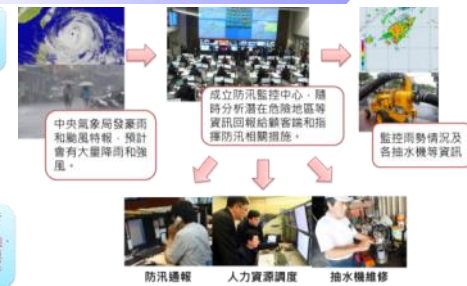 中央氣象局發豪雨
和颱風特報，預計
會有大量降雨和強
風。
成立防汛監控中心，隨
時分析潛在危險地區等
資訊回報給顧客端和指
揮防汛相關措施。
監控雨勢情況及
各抽水機等資訊
防汛通報
人力資源調度
抽水機維修